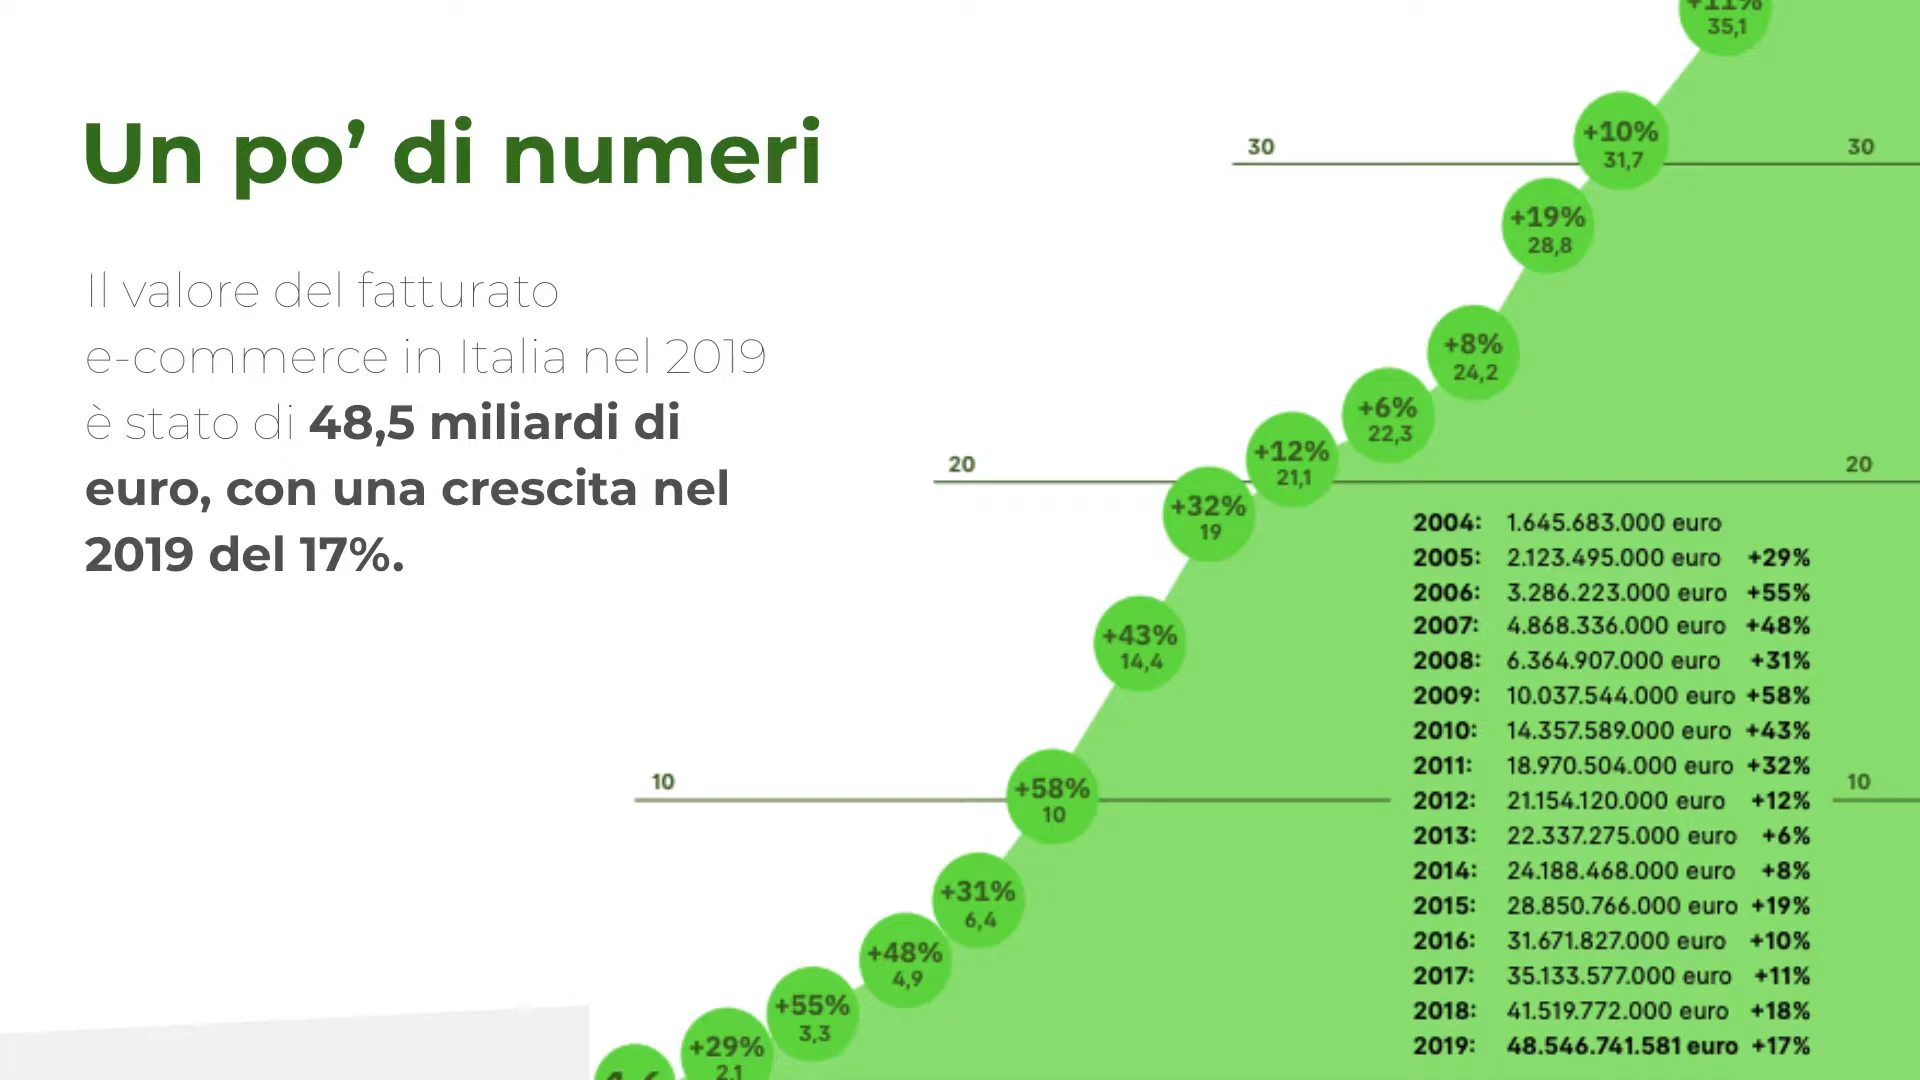 Un po’ di numeri
Il valore del fatturato
e-commerce in Italia nel 2019
è stato di 48,5 miliardi di
euro, con una crescita nel
2019 del 17%.
+11%
35,1
30
30
+10%
31,7
+19%
28,8
+8%
24,2
+6%
22,3
+12%
21,1
20
20
+32%
19
+43%
14,4
10
10
+58%
10
+31%
6,4
+48%
4,9
+55%
3,3
+29%
2,1
2004: 1.645.683.000 euro
2005: 2.123.495.000 euro +29%
2006: 3.286.223.000 euro +55%
2007: 4.868.336.000 euro +48%
2008: 6.364.907.000 euro +31%
2009: 10.037.544.000 euro +58%
2010: 14.357.589.000 euro +43%
2011: 18.970.504.000 euro +32%
2012: 21.154.120.000 euro +12%
2013: 22.337.275.000 euro +6%
2014: 24.188.468.000 euro +8%
2015: 28.850.766.000 euro +19%
2016: 31.671.827.000 euro +10%
2017: 35.133.577.000 euro +11%
2018: 41.519.772.000 euro +18%
2019: 48.546.741.581 euro +17%